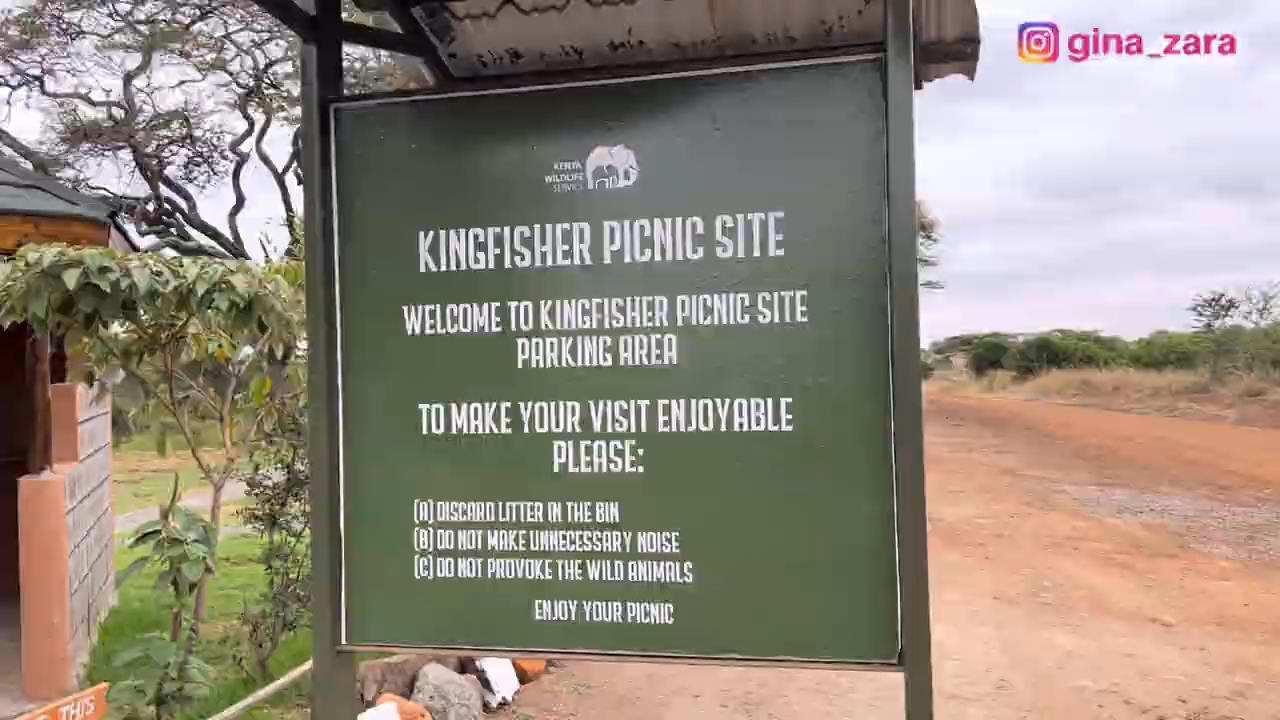 gina_zara
KENYA
WILDLIFE
SERVICE
KINGFISHER PICNIC SITE
WELCOME TO KINGFISHER PICNIC SITE
PARKING AREA
TO MAKE YOUR VISIT ENJOYABLE
PLEASE:
(A) DISCARD LITTER IN THE BIN
(B) DO NOT MAKE UNNECESSARY NOISE
(C) DO NOT PROVOKE THE WILD ANIMALS
ENJOY YOUR PICNIC
THIS